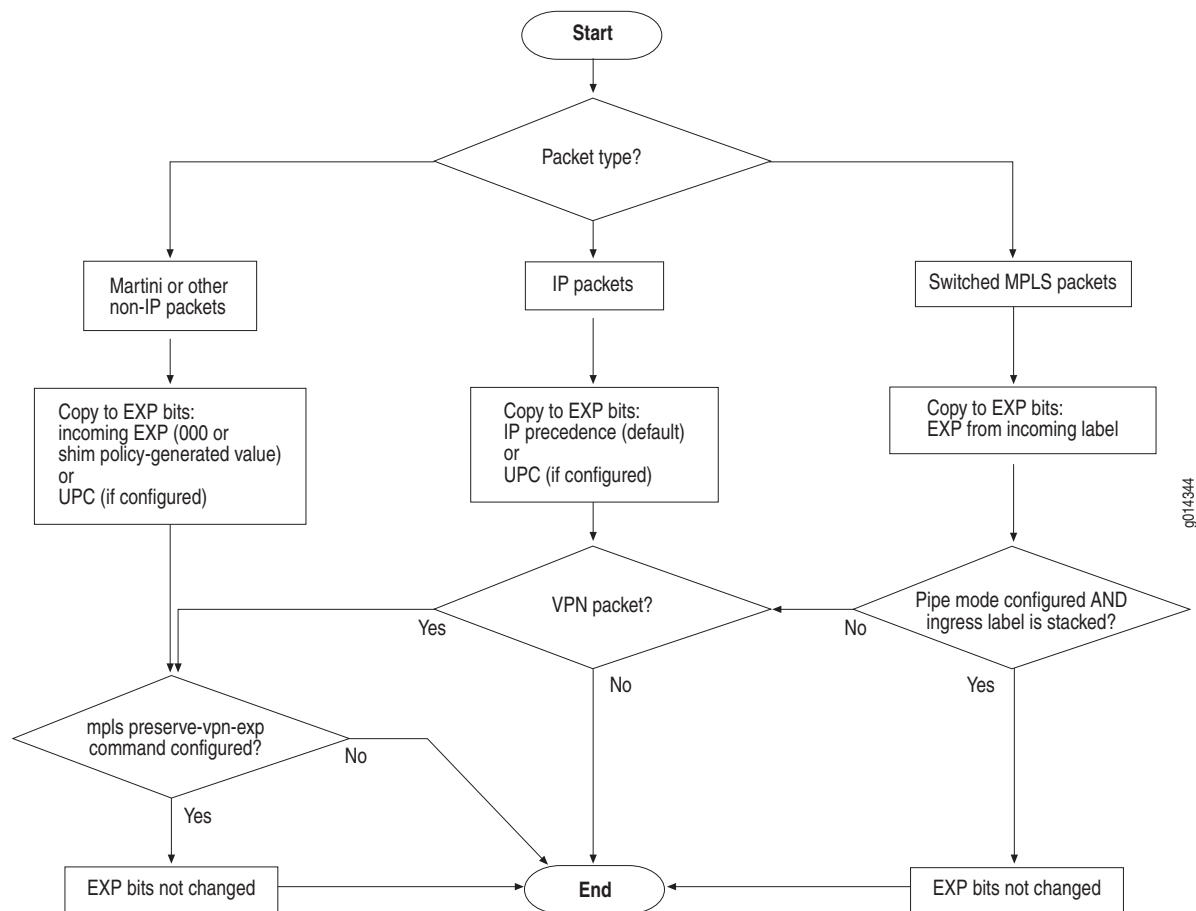 Start
Packet type?
Martini or other
non-IP packets
IP packets
Switched MPLS packets
Copy to EXP bits:
incoming EXP (000 or
shim policy-generated value)
or
UPC (if configured)
Copy to EXP bits:
IP precedence (default)
or
UPC (if configured)
Copy to EXP bits:
EXP from incoming label
g014344
VPN packet?
Pipe mode configured AND
ingress label is stacked?
Yes
No
No
Yes
mpls preserve-vpn-exp
command configured?
No
Yes
EXP bits not changed
End
EXP bits not changed